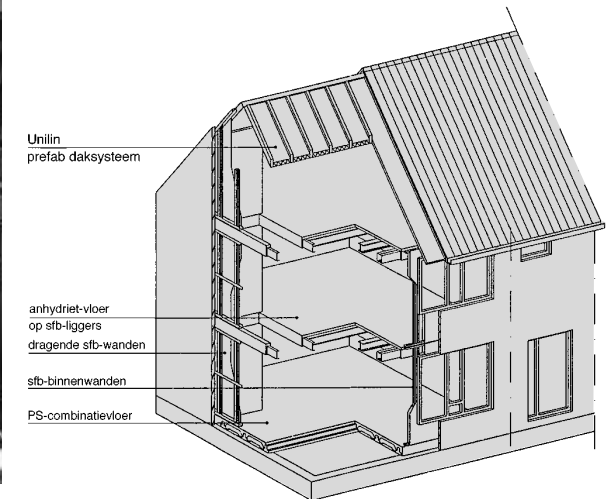 Unilin
prefab daksysteem
anhydriet-vloer
op sfb-liggers
dragende sfb-wanden
sfb-binnenwanden
PS-combinatievloer